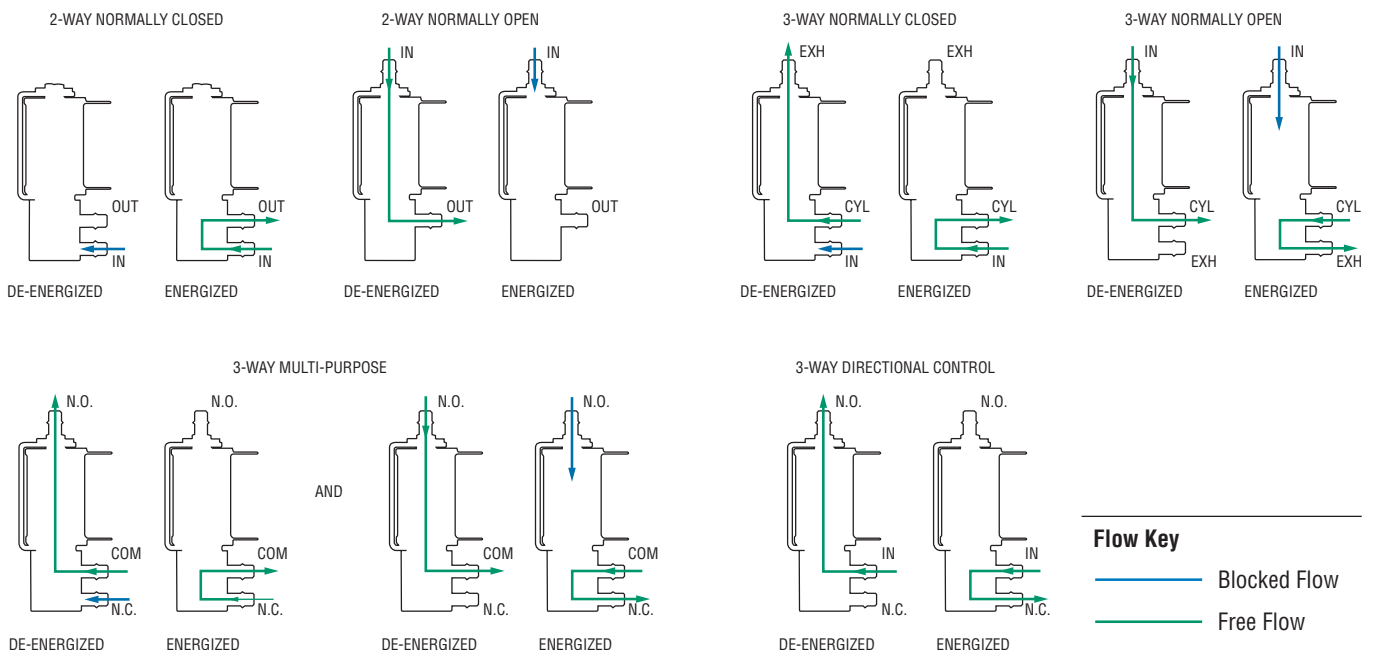 2-WAY NORMALLY CLOSED
2-WAY NORMALLY OPEN
3-WAY NORMALLY CLOSED
3-WAY NORMALLY OPEN
OUT
IN
DE-ENERGIZED
OUT
IN
ENERGIZED
IN
OUT
DE-ENERGIZED
IN
OUT
ENERGIZED
EXH
CYL
IN
DE-ENERGIZED
EXH
CYL
IN
ENERGIZED
IN
CYL
EXH
DE-ENERGIZED
IN
CYL
EXH
ENERGIZED
3-WAY MULTI-PURPOSE
3-WAY DIRECTIONAL CONTROL
N.O.
COM
N.C.
DE-ENERGIZED
N.O.
COM
N.C.
ENERGIZED
AND
N.O.
COM
N.C.
DE-ENERGIZED
N.O.
COM
N.C.
ENERGIZED
N.O.
IN
N.C.
DE-ENERGIZED
N.O.
IN
N.C.
ENERGIZED
Flow Key
Blocked Flow
Free Flow